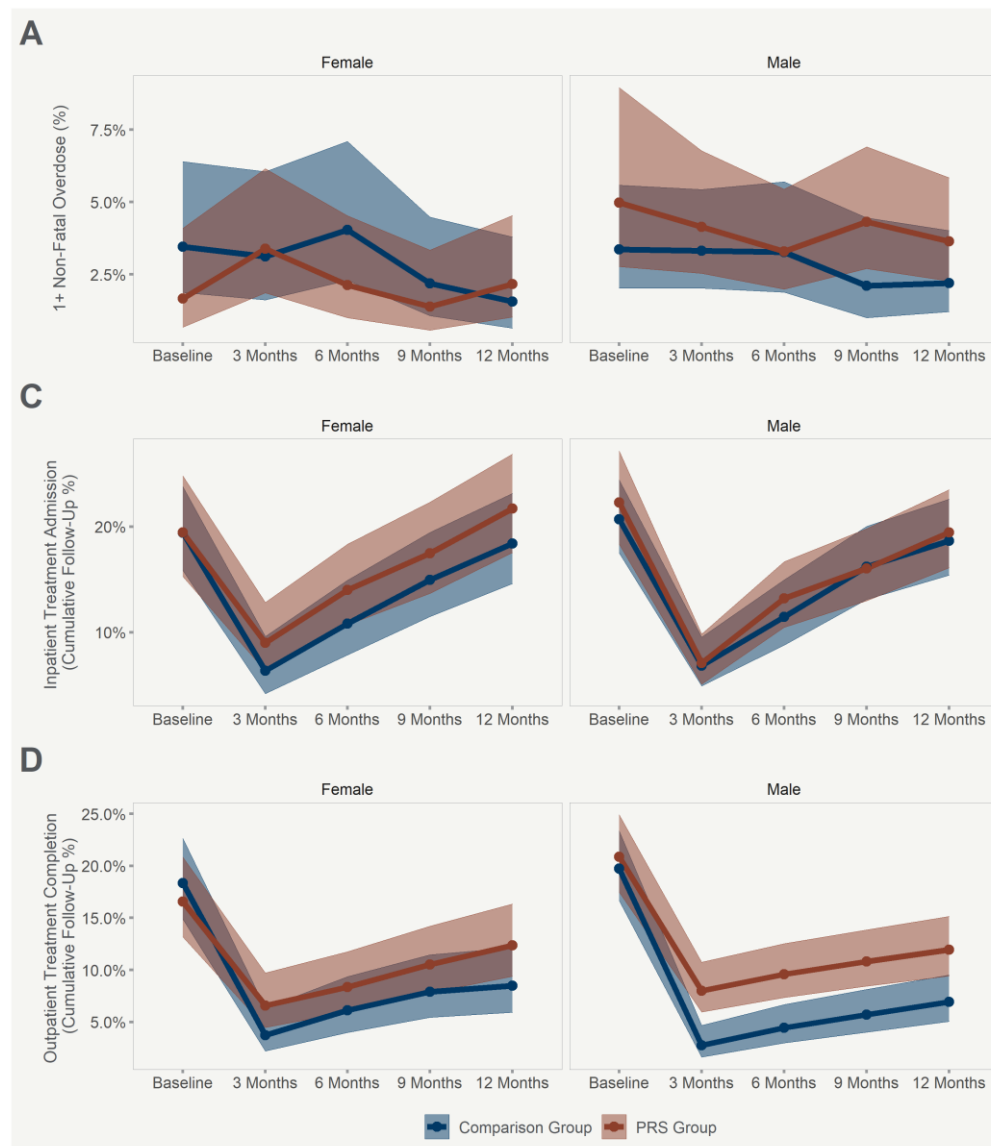 A
Female
Male
1+ Non-Fatal Overdose (%)
7.5%
5.0%
2.5%
Baseline 3 Months 6 Months 9 Months 12 Months
Baseline 3 Months 6 Months 9 Months 12 Months
C
Female
Male
Inpatient Treatment Admission
(Cumulative Follow-Up %)
20%
10%
Baseline 3 Months 6 Months 9 Months 12 Months
Baseline 3 Months 6 Months 9 Months 12 Months
D
Female
Male
Outpatient Treatment Completion
(Cumulative Follow-Up %)
25.0%
20.0%
15.0%
10.0%
5.0%
Baseline 3 Months 6 Months 9 Months 12 Months
Baseline 3 Months 6 Months 9 Months 12 Months
Comparison Group PRS Group